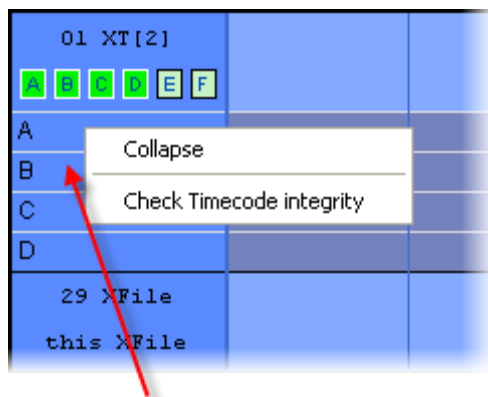 01 XT[2]
A B C D E F
A
Collapse
B
Check Timecode integrity
C
D
29 XFile
this XFile